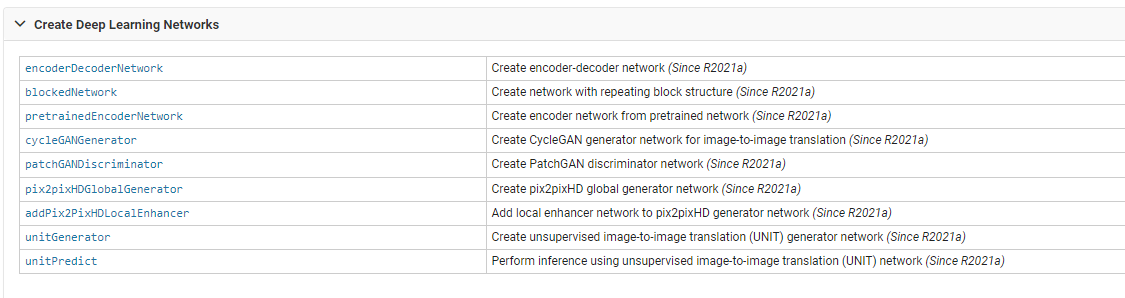 Create Deep Learning Networks
encoderDecoderNetwork Create encoder-decoder network (Since R2021a)
blockedNetwork Create network with repeating block structure (Since R2021a)
pretrainedEncoderNetwork Create encoder network from pretrained network (Since R2021a)
cycleGANGenerator Create CycleGAN generator network for image-to-image translation (Since R2021a)
patchGANDiscriminator Create PatchGAN discriminator network (Since R2021a)
pix2pixHDGlobalGenerator Create pix2pixHD global generator network (Since R2021a)
addPix2PixHDLocalEnhancer Add local enhancer network to pix2pixHD generator network (Since R2021a)
unitGenerator Create unsupervised image-to-image translation (UNIT) generator network (Since R2021a)
unitPredict Perform inference using unsupervised image-to-image translation (UNIT) network (Since R2021a)